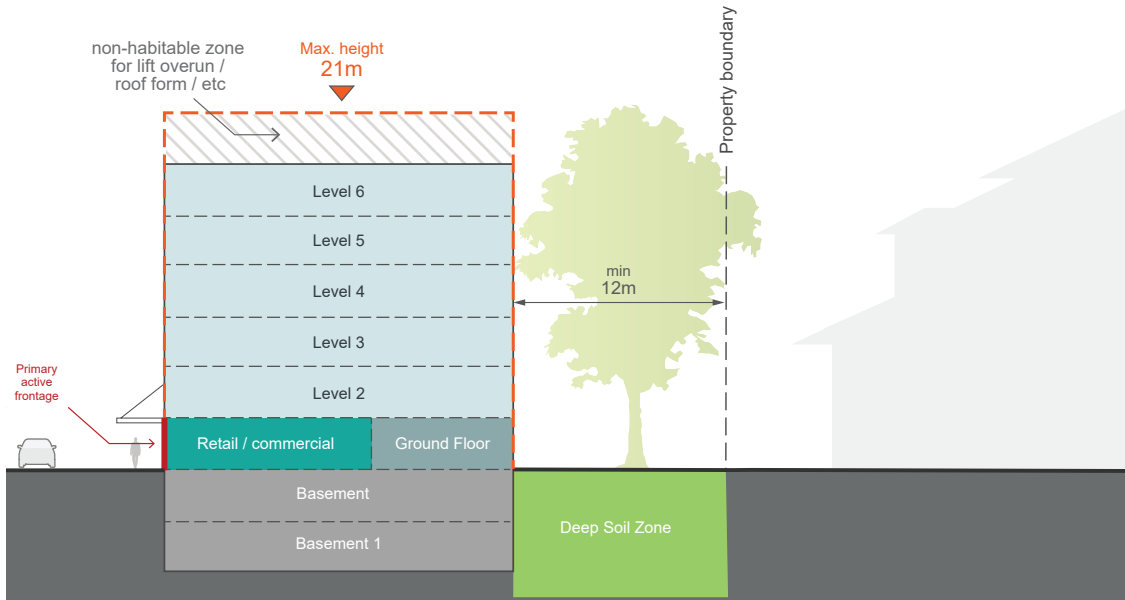 non-habitable zone
for lift overun /
roof form / etc
Max. height
21m
Property boundary
Level 6
Level 5
Level 4
Level 3
Level 2
min
12m
Primary
active
frontage
Retail / commercial
Ground Floor
Basement
Basement 1
Deep Soil Zone